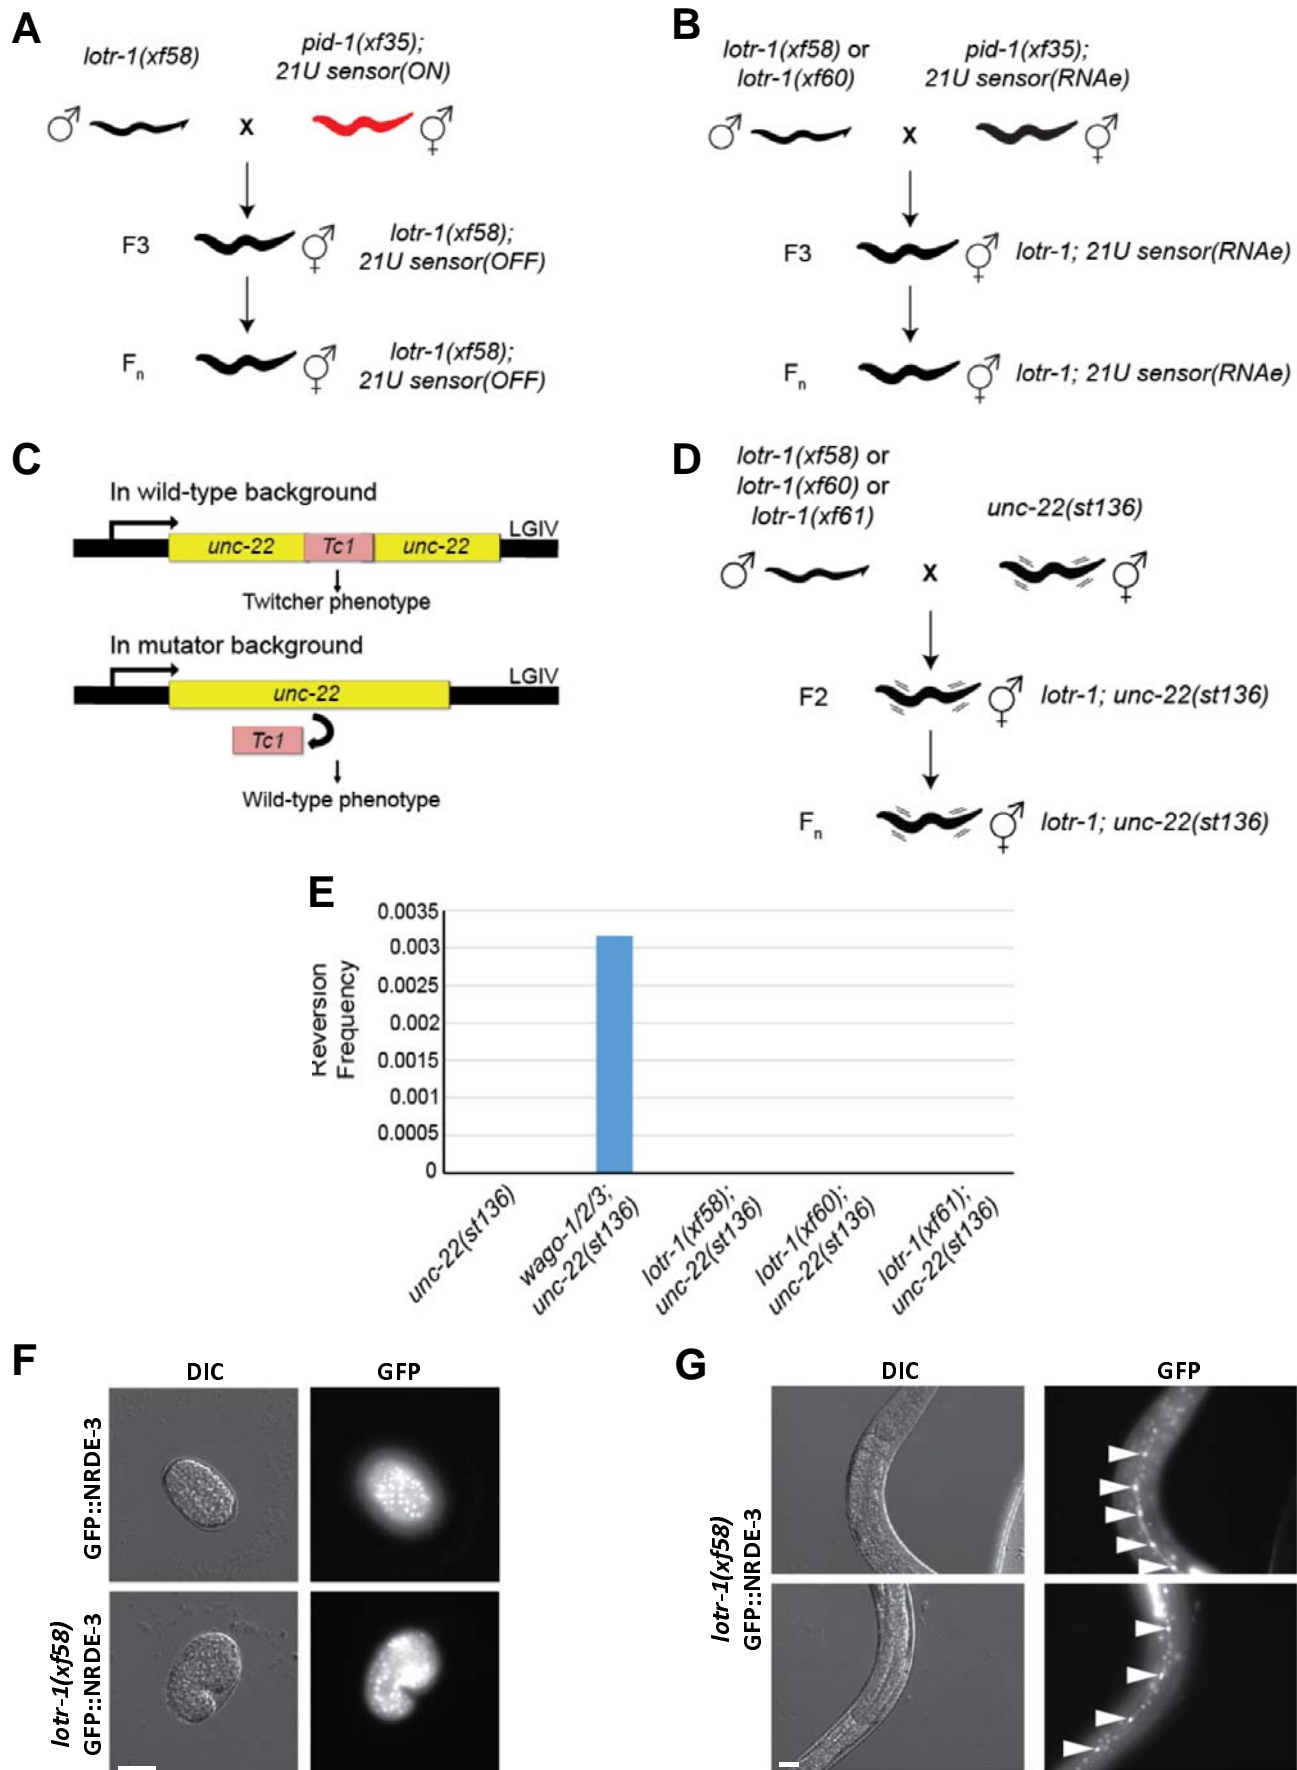 A
lotr-1(xf58)
pid-1(xf35);
21U sensor(ON)
X
F3
lotr-1(xf58);
21U sensor(OFF)
Fn
lotr-1(xf58);
21U sensor(OFF)
B
lotr-1(xf58) or
lotr-1(xf60)
pid-1(xf35);
21U sensor(RNAe)
X
F3
lotr-1; 21U sensor(RNAe)
Fn
lotr-1; 21U sensor(RNAe)
C
In wild-type background
LGIV
unc-22
Tc1
unc-22
Twitcher phenotype
In mutator background
LGIV
unc-22
Tc1
Wild-type phenotype
D
lotr-1(xf58) or
lotr-1(xf60) or
lotr-1(xf61)
unc-22(st136)
X
F2
lotr-1; unc-22(st136)
Fn
lotr-1; unc-22(st136)
E
Reversion
Frequency
0.0035
0.003
0.0025
0.002
0.0015
0.001
0.0005
0
unc-22(st136)
wago-1/2/3;
unc-22(st136)
lotr-1(xf58);
unc-22(st136)
lotr-1(xf60);
unc-22(st136)
lotr-1(xf61);
unc-22(st136)
F
DIC
GFP
GFP::NRDE-3
lotr-1(xf58)
GFP::NRDE-3
G
DIC
GFP
lotr-1(xf58)
GFP::NRDE-3